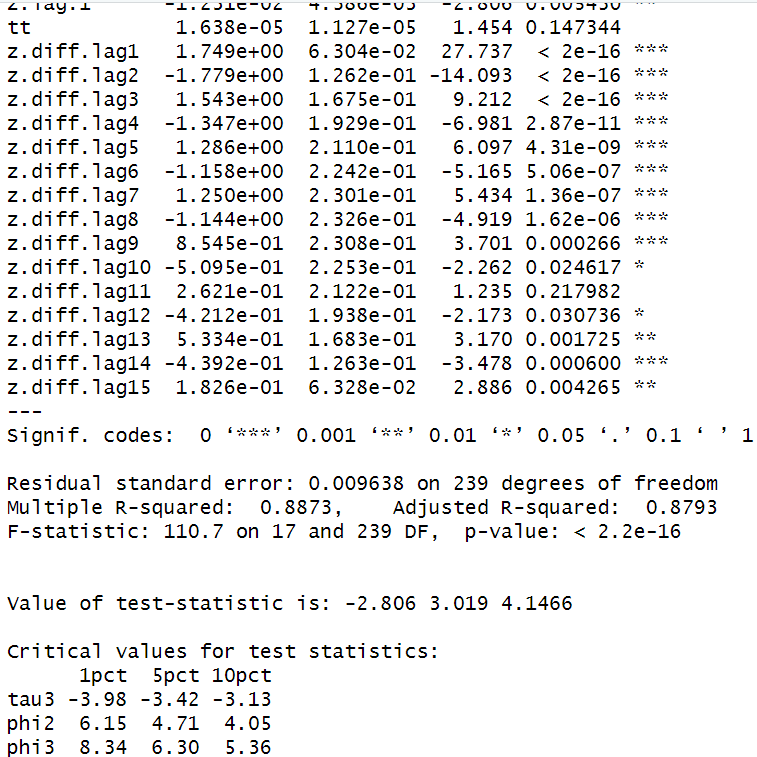 z.lag.1 -2.806 **
tt 1.638e-05 1.127e-05 1.454 0.147344
z.diff.lag1 1.749e+00 6.304e-02 27.737 < 2e-16 ***
z.diff.lag2 -1.779e+00 1.262e-01 -14.093 < 2e-16 ***
z.diff.lag3 1.543e+00 1.675e-01 9.212 < 2e-16 ***
z.diff.lag4 -1.347e+00 1.929e-01 -6.981 2.87e-11 ***
z.diff.lag5 1.286e+00 2.110e-01 6.097 4.31e-09 ***
z.diff.lag6 -1.158e+00 2.242e-01 -5.165 5.06e-07 ***
z.diff.lag7 1.250e+00 2.301e-01 5.434 1.36e-07 ***
z.diff.lag8 -1.144e+00 2.326e-01 -4.919 1.62e-06 ***
z.diff.lag9 8.545e-01 2.308e-01 3.701 0.000266 ***
z.diff.lag10 -5.095e-01 2.253e-01 -2.262 0.024617 *
z.diff.lag11 2.621e-01 2.122e-01 1.235 0.217982
z.diff.lag12 -4.212e-01 1.938e-01 -2.173 0.030736 *
z.diff.lag13 5.334e-01 1.683e-01 3.170 0.001725 **
z.diff.lag14 -4.392e-01 1.263e-01 -3.478 0.000600 ***
z.diff.lag15 1.826e-01 6.328e-02 2.886 0.004265 **
---
Signif. codes: 0 ‘***’ 0.001 ‘**’ 0.01 ‘*’ 0.05 ‘.’ 0.1 ‘ ’ 1
Residual standard error: 0.009638 on 239 degrees of freedom
Multiple R-squared: 0.8873, Adjusted R-squared: 0.8793
F-statistic: 110.7 on 17 and 239 DF, p-value: < 2.2e-16
Value of test-statistic is: -2.806 3.019 4.1466
Critical values for test statistics:
1pct 5pct 10pct
tau3 -3.98 -3.42 -3.13
phi2 6.15 4.71 4.05
phi3 8.34 6.30 5.36